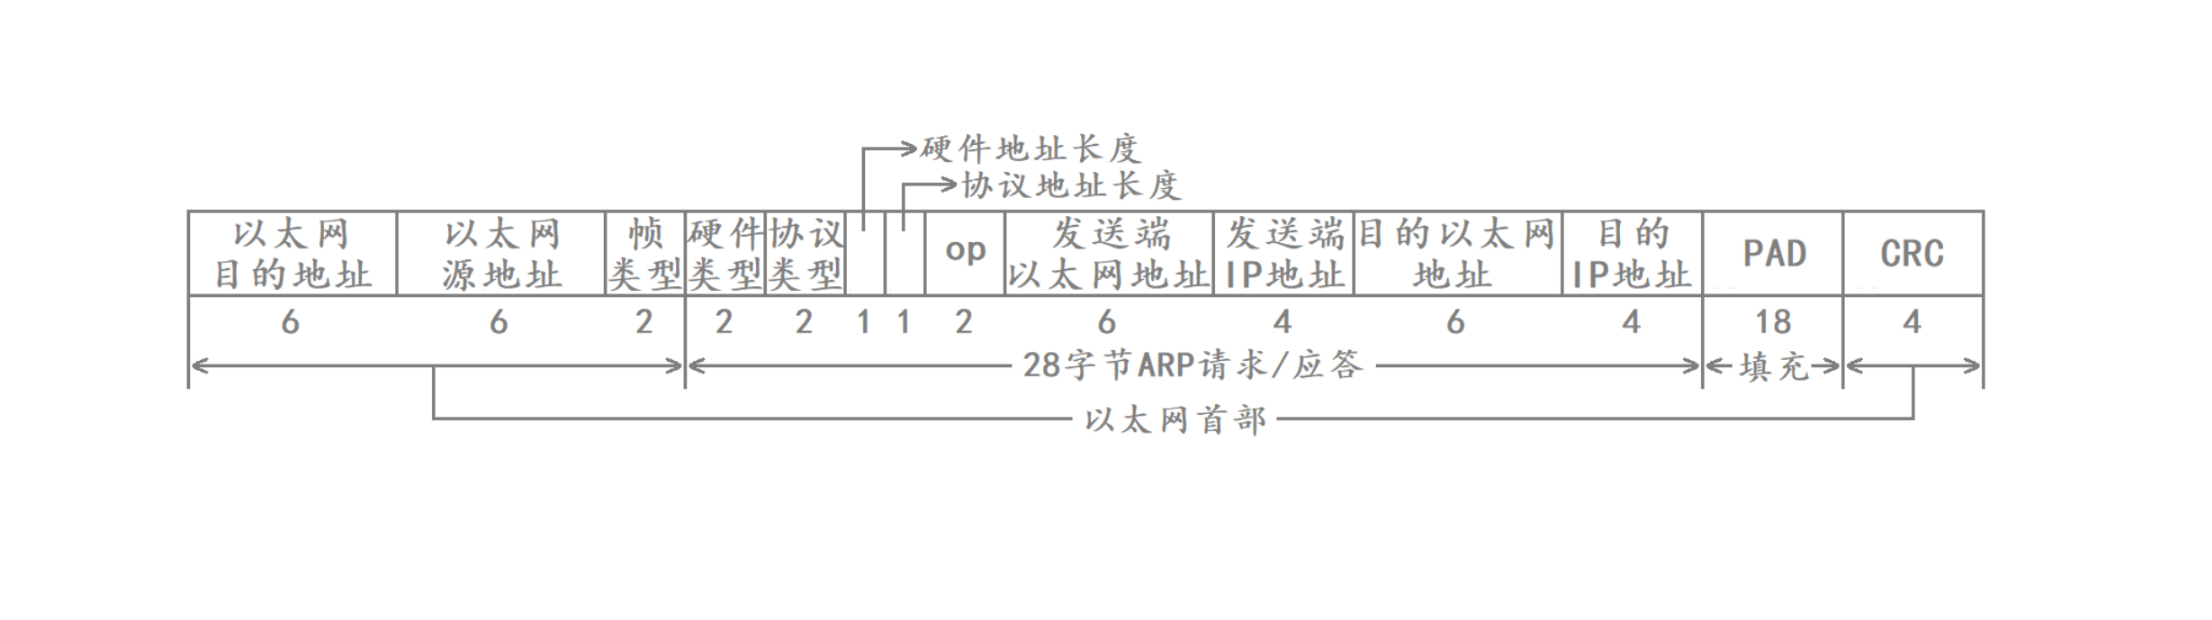 硬件地址长度
协议地址长度
以太网
目的地址
以太网
源地址
帧
类型
硬件
类型
协议
类型
op
发送端
以太网地址
发送端
IP地址
目的以太网
地址
目的
IP地址
PAD
CRC
6
6
2
2
2
1
1
2
6
4
6
4
18
4
28字节ARP请求/应答
填充
以太网首部